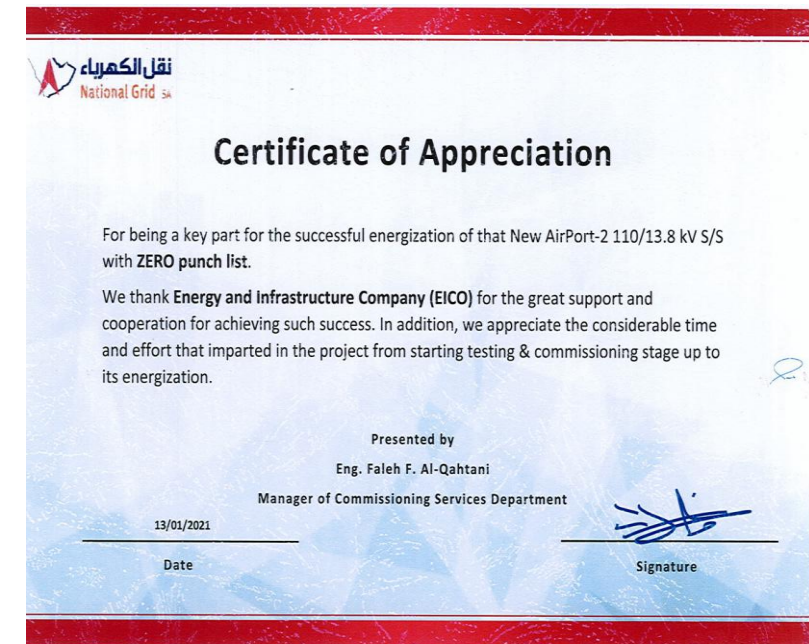 نقل الكهرباء
National Grid SA
Certificate of Appreciation
For being a key part for the successful energization of that New AirPort-2 110/13.8 kV S/S
with ZERO punch list.
We thank Energy and Infrastructure Company (EICO) for the great support and
cooperation for achieving such success. In addition, we appreciate the considerable time
and effort that imparted in the project from starting testing & commissioning stage up to
its energization.
Presented by
Eng. Faleh F. Al-Qahtani
Manager of Commissioning Services Department
13/01/2021
Date
Signature